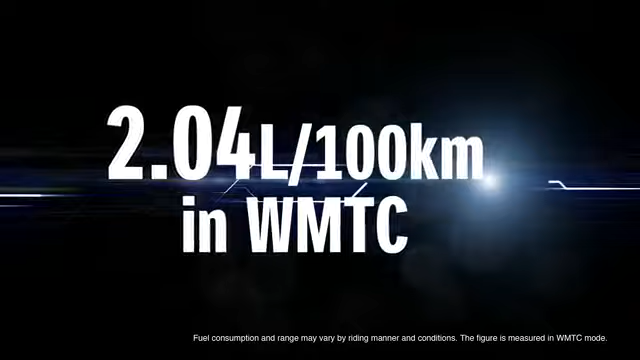 2.04L/100km
in WMTC
Fuel consumption and range may vary by riding manner and conditions. The figure is measured in WMTC mode.